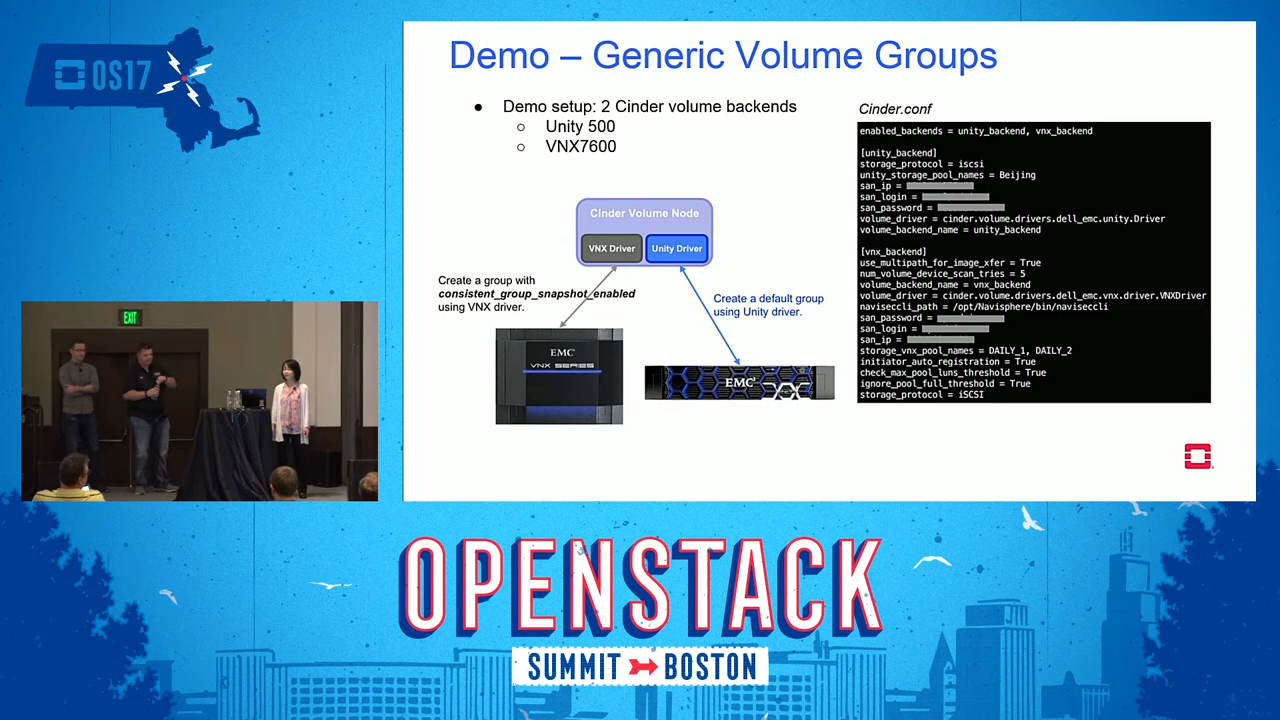 OS17
Demo – Generic Volume Groups
● Demo setup: 2 Cinder volume backends
○ Unity 500
○ VNX7600
Cinder.conf
enabled_backends = unity_backend, vnx_backend
[unity_backend]
storage_protocol = iscsi
unity_storage_pool_names = Beijing
san_ip =
san_login =
san_password =
volume_driver = cinder.volume.drivers.dell_emc.unity.Driver
volume_backend_name = unity_backend
[vnx_backend]
use_multipath_for_image_xfer = True
num_volume_device_scan_tries = 5
volume_backend_name = vnx_backend
volume_driver = cinder.volume.drivers.dell_emc.vnx.driver.VNXDriver
naviseccli_path = /opt/Navisphere/bin/naviseccli
san_password =
san_login =
san_ip =
storage_vnx_pool_names = DAILY_1, DAILY_2
initiator_auto_registration = True
check_max_pool_luns_threshold = True
ignore_pool_full_threshold = True
storage_protocol = iSCSI
Cinder Volume Node
VNX Driver
Unity Driver
Create a group with
consistent_group_snapshot_enabled
using VNX driver.
Create a default group
using Unity driver.
EMC
VNX SERIES
EMC²
EXIT
OPENSTACK
SUMMIT BOSTON